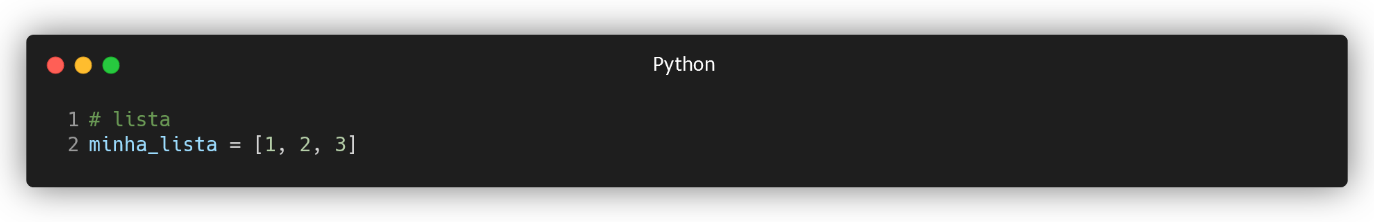 Python
1 # lista
2 minha_lista = [1, 2, 3]